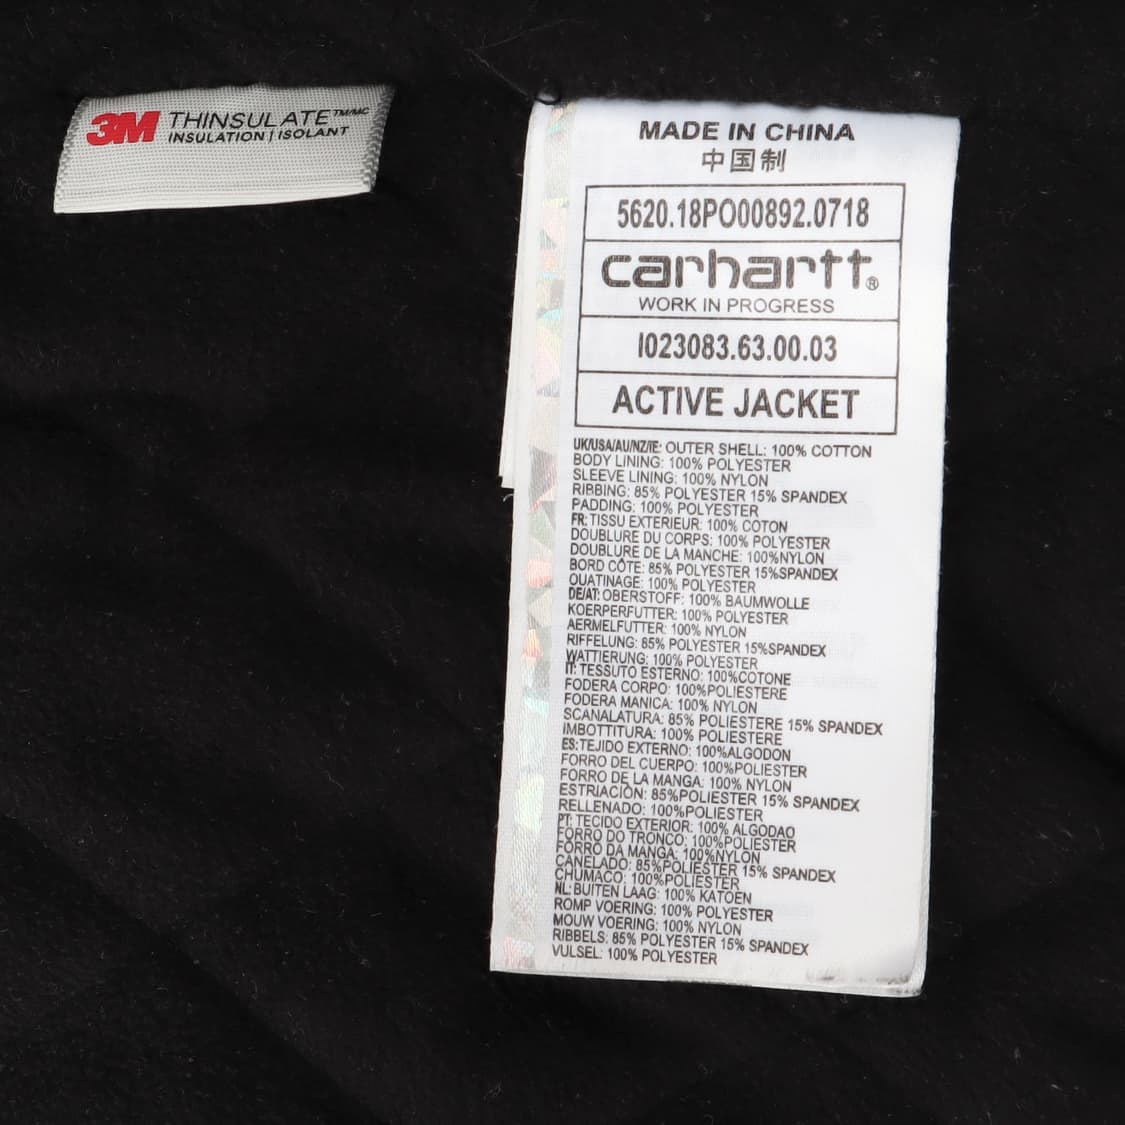 3M THINSULATE™/MC
INSULATION | ISOLANT
MADE IN CHINA
中国制
5620.18PO00892.0718
carhartt®
WORK IN PROGRESS
I023083.63.00.03
ACTIVE JACKET
UK/USA/AU/NZ/IE: OUTER SHELL: 100% COTTON
BODY LINING: 100% POLYESTER
SLEEVE LINING: 100% NYLON
RIBBING: 85% POLYESTER 15% SPANDEX
PADDING: 100% POLYESTER
FR: TISSU EXTERIEUR: 100% COTON
DOUBLURE DU CORPS: 100% POLYESTER
DOUBLURE DE LA MANCHE: 100%NYLON
BORD CÔTE: 85% POLYESTER 15%SPANDEX
OUATINAGE: 100% POLYESTER
DE/AT: OBERSTOFF: 100% BAUMWOLLE
KOERPERFUTTER: 100% POLYESTER
AERMELFUTTER: 100% NYLON
RIFFELUNG: 85% POLYESTER 15%SPANDEX
WATTIERUNG: 100% POLYESTER
IT: TESSUTO ESTERNO: 100%COTONE
FODERA CORPO: 100%POLIESTERE
FODERA MANICA: 100% NYLON
SCANALATURA: 85% POLIESTERE 15% SPANDEX
IMBOTTITURA: 100% POLIESTERE
ES: TEJIDO EXTERNO: 100%ALGODON
FORRO DEL CUERPO: 100%POLIESTER
FORRO DE LA MANGA: 100% NYLON
ESTRIACION: 85%POLIESTER 15% SPANDEX
RELLENADO: 100%POLIESTER
PT: TECIDO EXTERIOR: 100% ALGODAO
FORRO DO TRONCO: 100%POLIESTER
FORRO DA MANGA: 100%NYLON
CANELADO: 85%POLIESTER 15% SPANDEX
CHUMACO: 100%POLIESTER
NL: BUITEN LAAG: 100% KATOEN
ROMP VOERING: 100% POLYESTER
MOUW VOERING: 100% NYLON
RIBBELS: 85% POLYESTER 15% SPANDEX
VULSEL: 100% POLYESTER